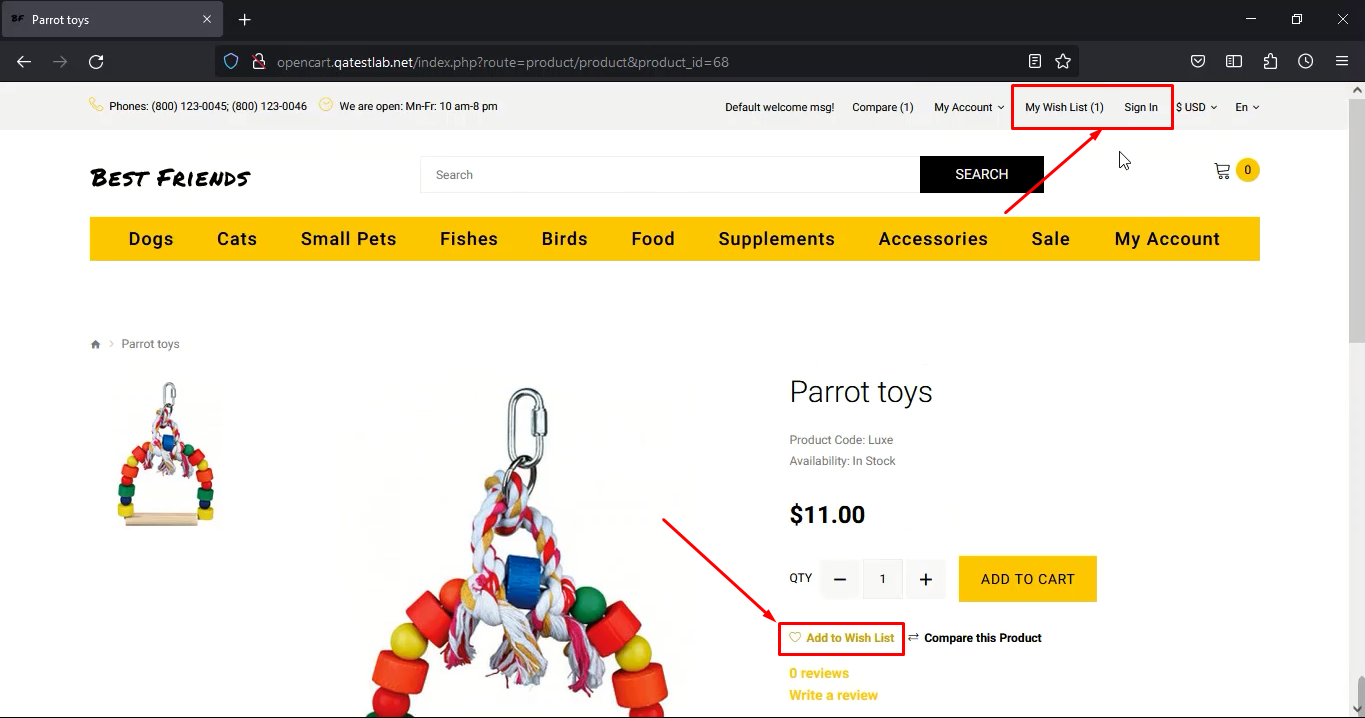 BF Parrot toys
opencart.qatestlab.net/index.php?route=product/product&product_id=68
Phones: (800) 123-0045; (800) 123-0046 We are open: Mn-Fr: 10 am-8 pm Default welcome msg! Compare (1) My Account My Wish List (1) Sign In $ USD En
BEST FRIENDS Search SEARCH 0
Dogs Cats Small Pets Fishes Birds Food Supplements Accessories Sale My Account
Parrot toys
Parrot toys
Product Code: Luxe
Availability: In Stock
$11.00
QTY − 1 + ADD TO CART
Add to Wish List Compare this Product
0 reviews
Write a review